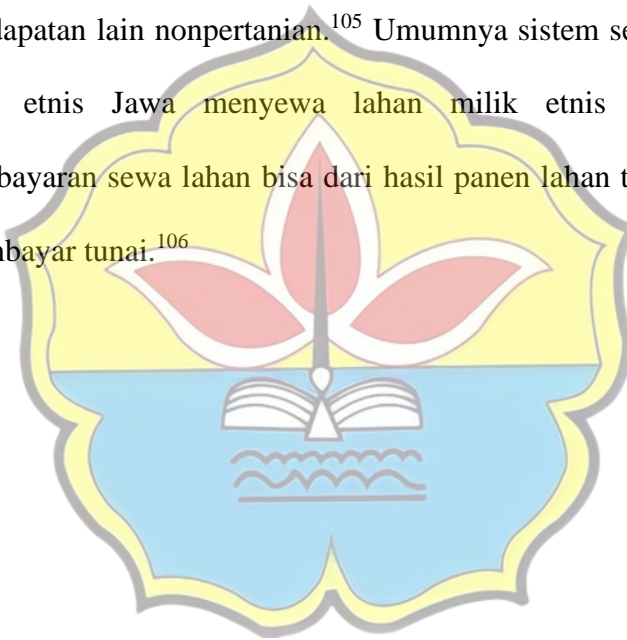 dapatan lain nonpertanian.105 Umumnya sistem se
etnis Jawa menyewa lahan milik etnis
bayaran sewa lahan bisa dari hasil panen lahan t
bayar tunai.106